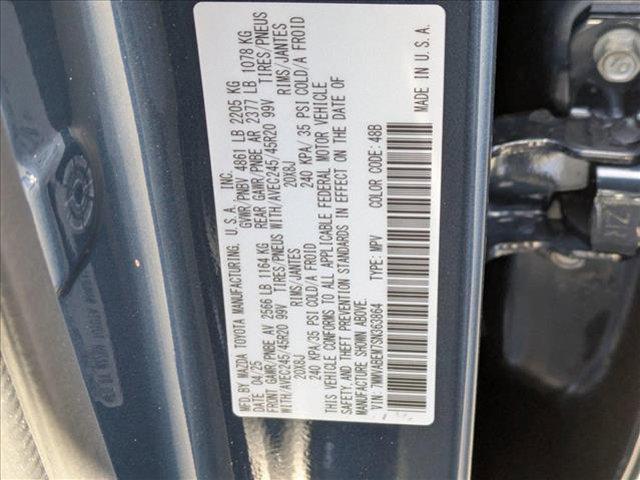 MFD. BY MAZDA TOYOTA MANUFACTURING, U.S.A., INC.
DATE 04/25 GVWR/PNBV 4861 LB 2205 KG
FRONT GAWR/PNBE AV 2566 LB 1164 KG REAR GAWR/PNBE AR 2377 LB 1078 KG
WITH/AVEC245/45R20 99V TIRES/PNEUS WITH/AVEC245/45R20 99V TIRES/PNEUS
20X8J RIMS/JANTES 20X8J RIMS/JANTES
240 KPA/35 PSI COLD/A FROID 240 KPA/ 35 PSI COLD/A FROID
THIS VEHICLE CONFORMS TO ALL APPLICABLE FEDERAL MOTOR VEHICLE
SAFETY AND THEFT PREVENTION STANDARDS IN EFFECT ON THE DATE OF
MANUFACTURE SHOWN ABOVE.
VIN: 7MMVABEM7SN363864 TYPE: MPV COLOR CODE: 48B
MADE IN U.S.A.